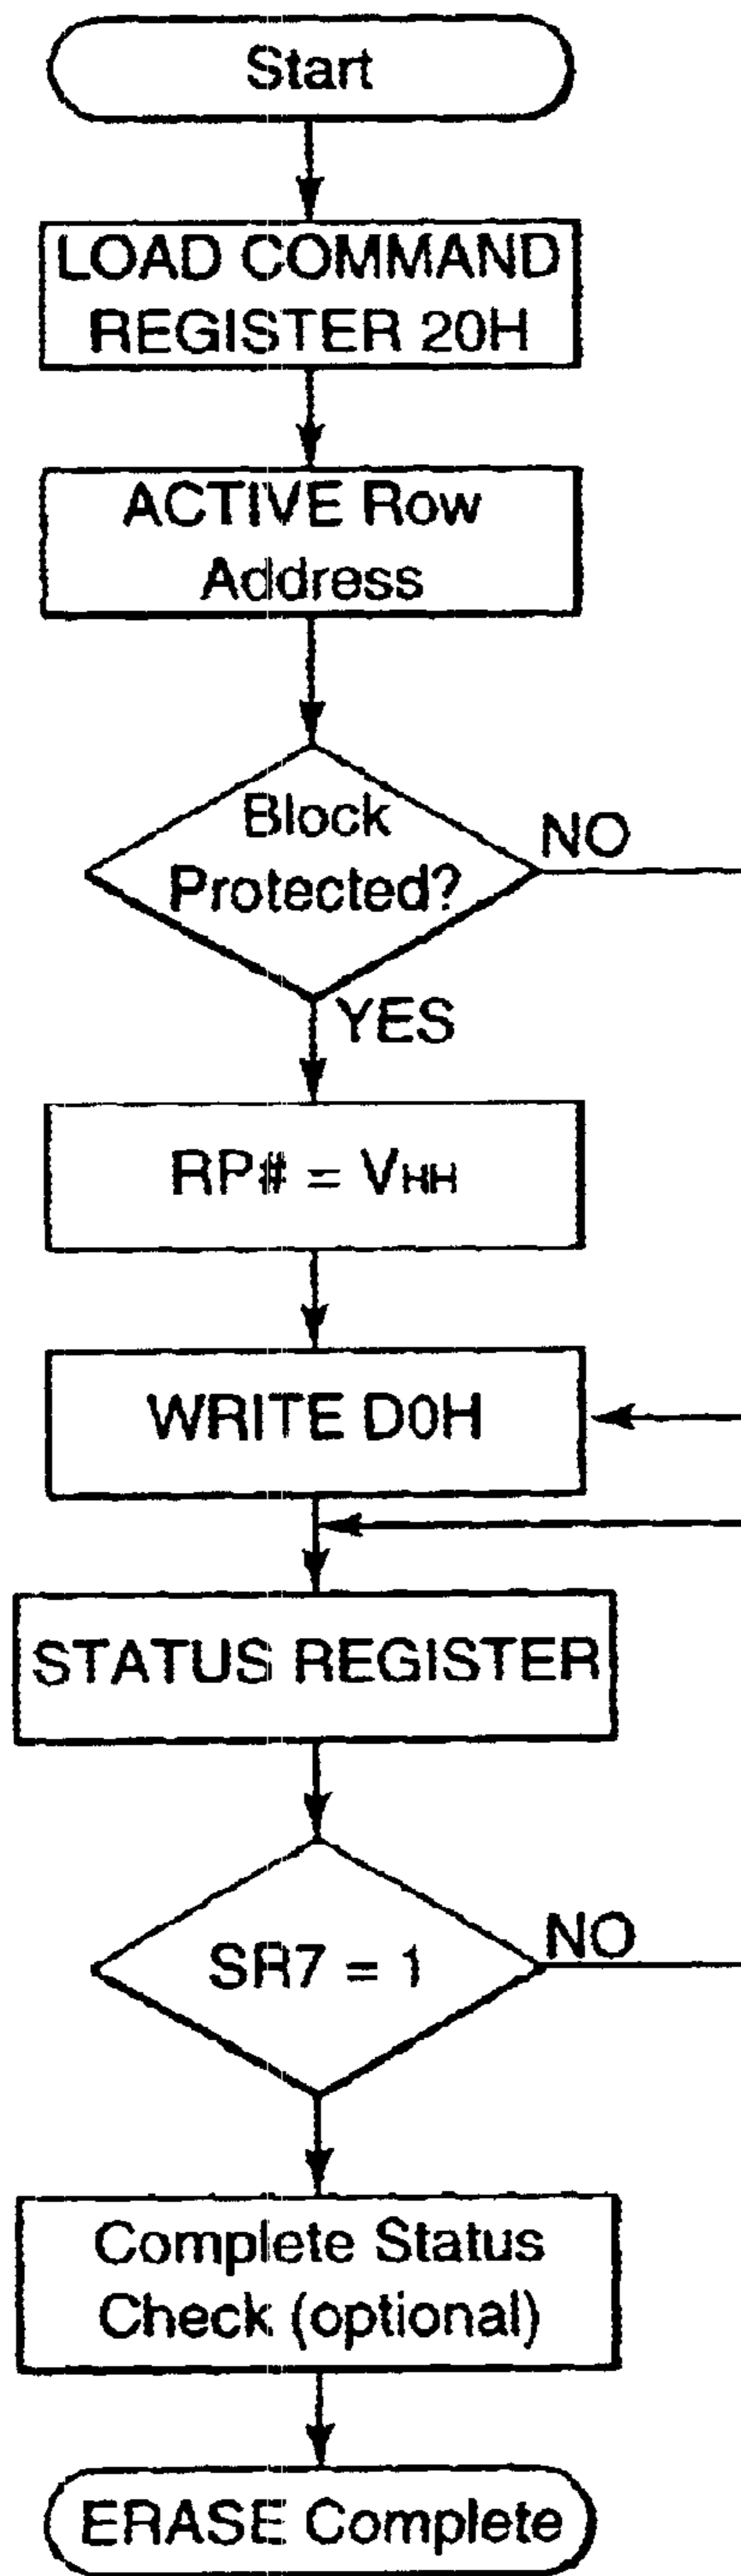 Start
LOAD COMMAND
REGISTER 20H
ACTIVE Row
Address
Block
Protected?
NO
YES
RP# = VHH
WRITE D0H
STATUS REGISTER
SR7 = 1
NO
Complete Status
Check (optional)
ERASE Complete